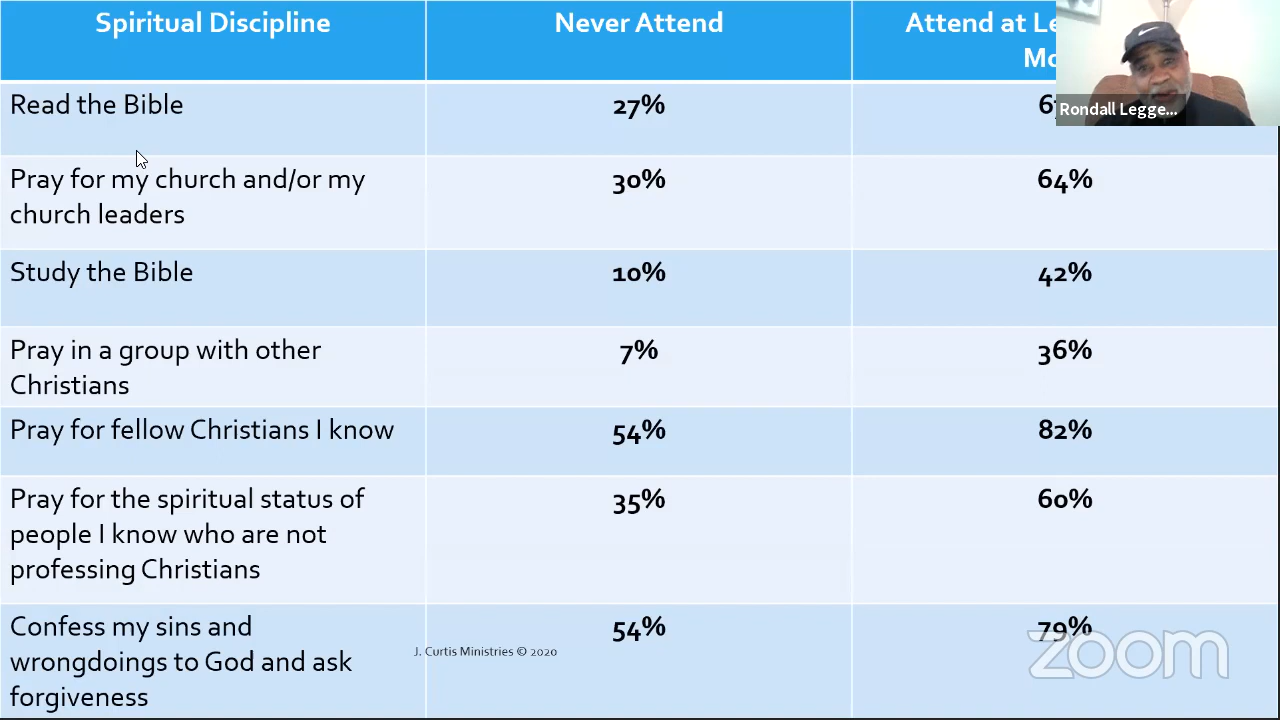 Spiritual Discipline
Never Attend
Attend at
Rondall Legge...
Read the Bible
27%
Pray for my church and/or my
church leaders
30%
64%
Study the Bible
10%
42%
Pray in a group with other
Christians
7%
36%
Pray for fellow Christians I know
54%
82%
Pray for the spiritual status of
people I know who are not
professing Christians
35%
60%
Confess my sins and
wrongdoings to God and ask
forgiveness
54%
79%
J. Curtis Ministries © 2020
zoom